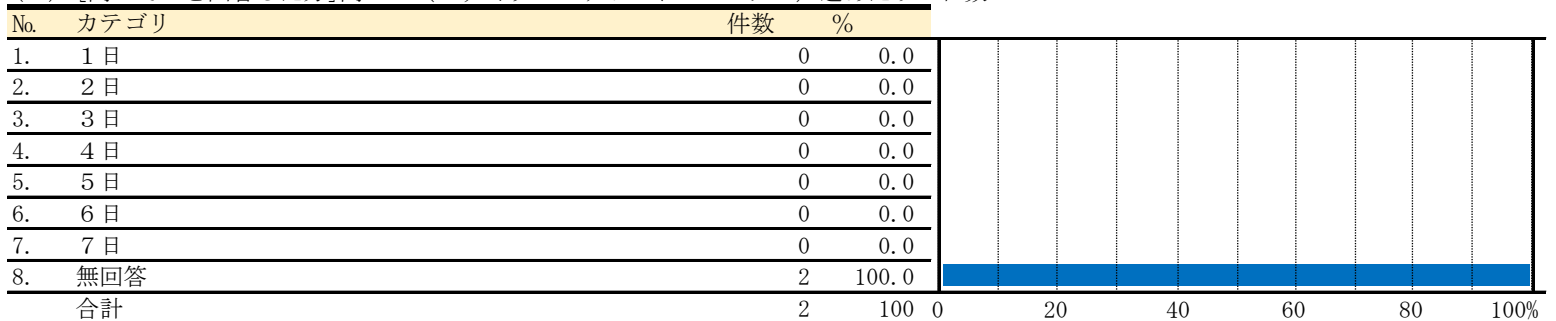 No. カテゴリ 件数 %
1. 1日 0 0.0
2. 2日 0 0.0
3. 3日 0 0.0
4. 4日 0 0.0
5. 5日 0 0.0
6. 6日 0 0.0
7. 7日 0 0.0
8. 無回答 2 100.0
合計 2 100 0 20 40 60 80 100%